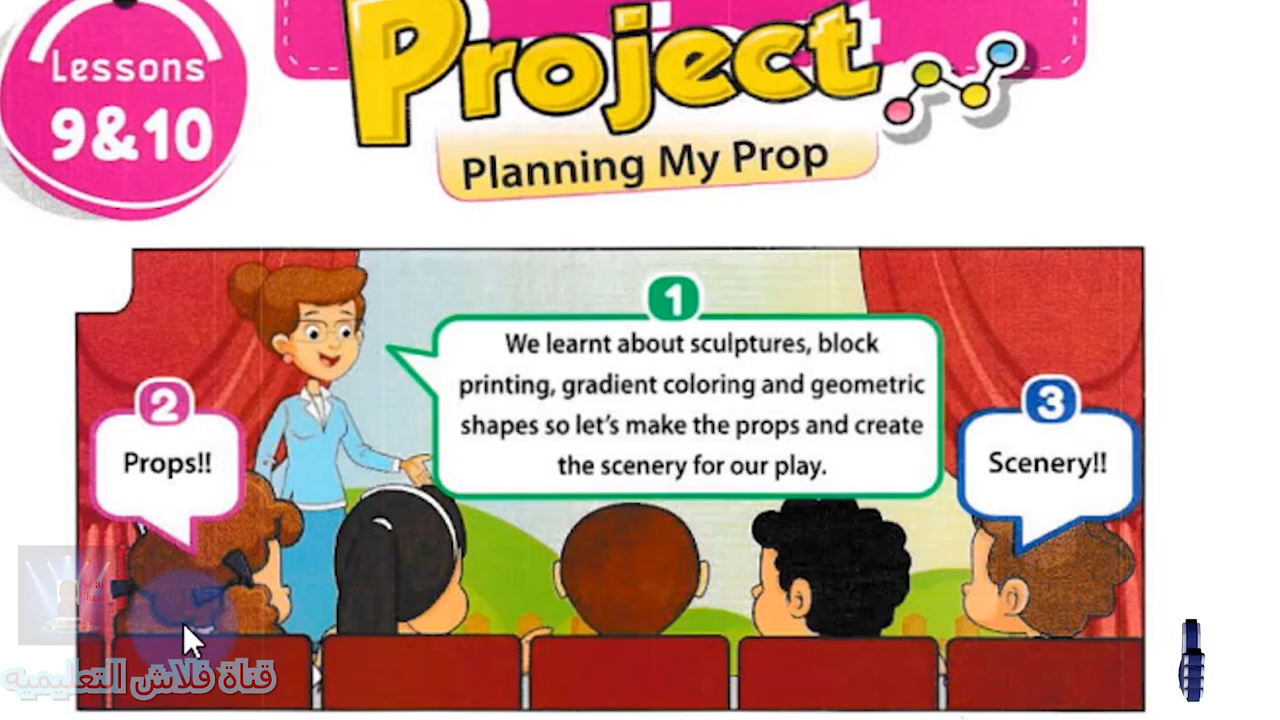 Lessons
9&10
Project
Planning My Prop
1
We learnt about sculptures, block
printing, gradient coloring and geometric
shapes so let's make the props and create
the scenery for our play.
2
Props!!
3
Scenery!!
قناة فلاش التعليميه